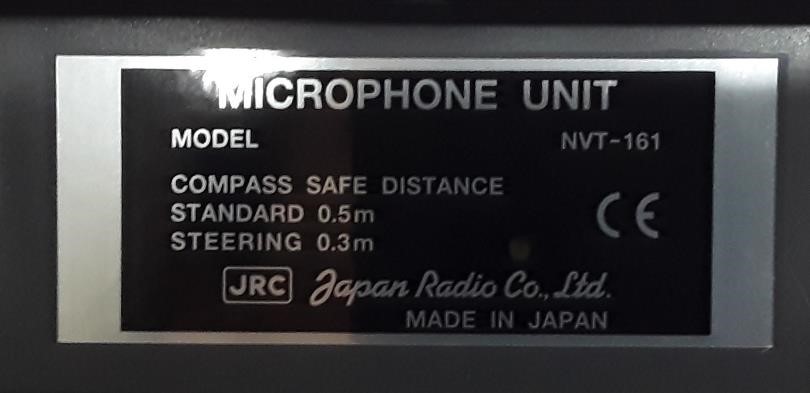 MICROPHONE UNIT
MODEL NVT-161
COMPASS SAFE DISTANCE
STANDARD 0.5m
STEERING 0.3m
CE
JRC Japan Radio Co., Ltd.
MADE IN JAPAN